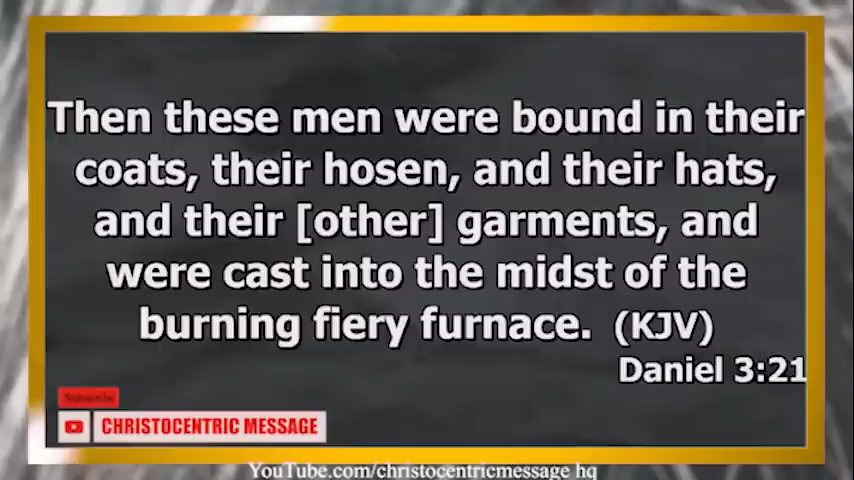 Then these men were bound in their
coats, their hosen, and their hats,
and their [other] garments, and
were cast into the midst of the
burning fiery furnace. (KJV)
Daniel 3:21
Subscribe
CHRISTOCENTRIC MESSAGE
YouTube.com/christocentricmessage hq